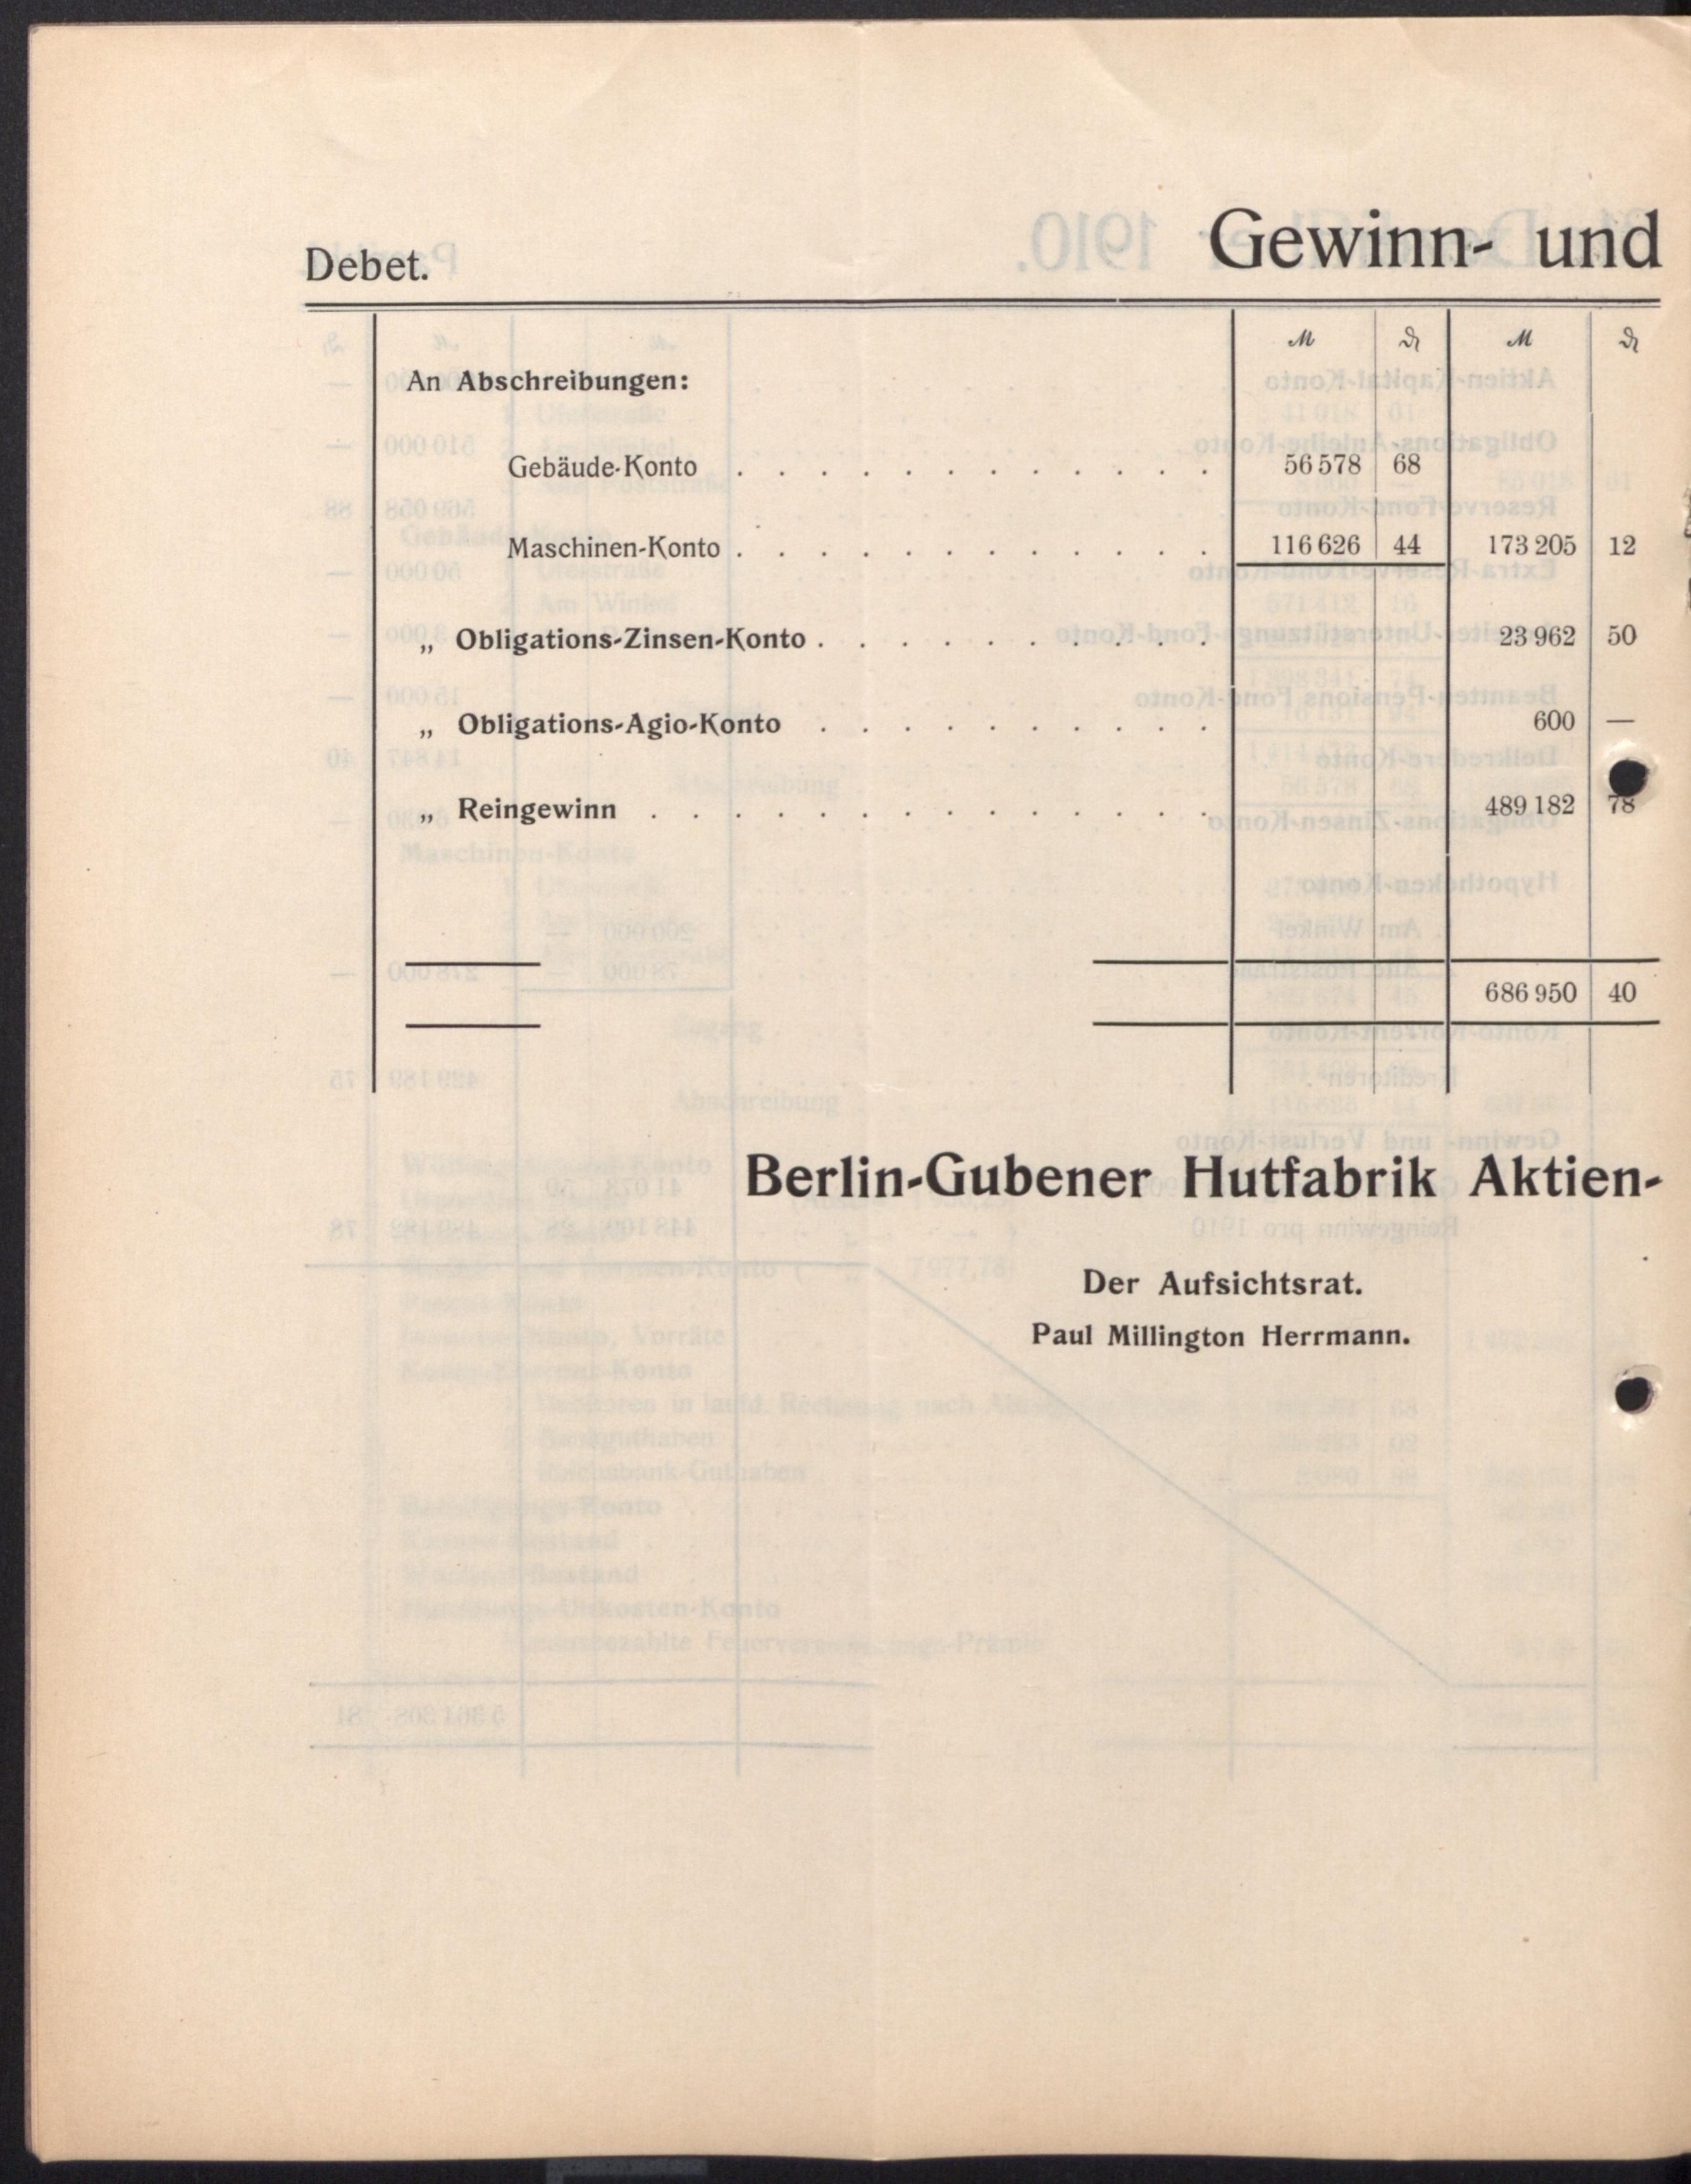 Gewinn- und
Debet.
ℳ ₰ ℳ ₰
An Abschreibungen:
Gebäude-Konto . . . . . . . . . . . . 56 578 68
Maschinen-Konto . . . . . . . . . . . . 116 626 44 173 205 12
„ Obligations-Zinsen-Konto . . . . . . . . . . 23 962 50
„ Obligations-Agio-Konto . . . . . . . . . . 600 —
„ Reingewinn . . . . . . . . . . . . . . 489 182 78
686 950 40
Berlin-Gubener Hutfabrik Aktien-
Der Aufsichtsrat.
Paul Millington Herrmann.